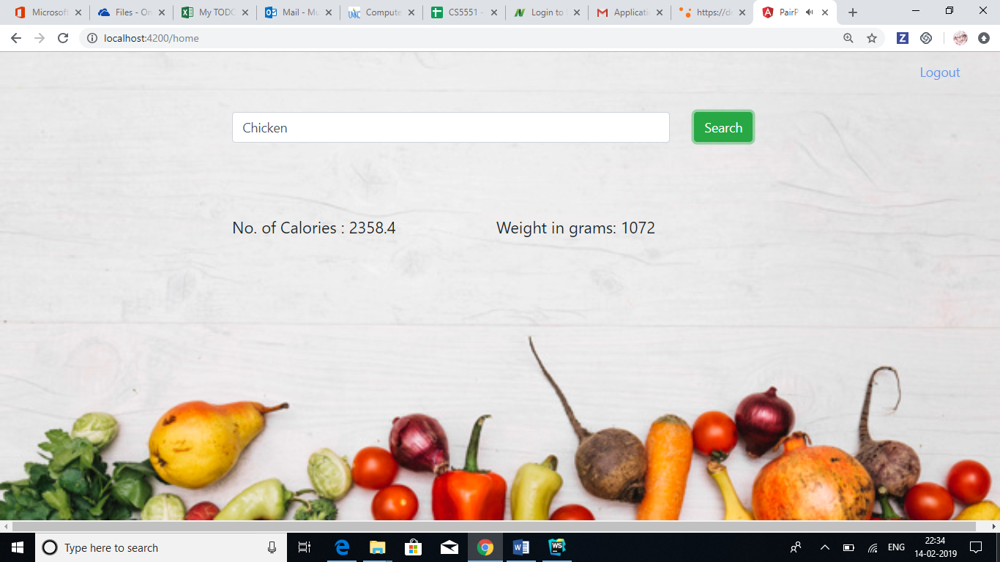 Microsoft Files - On My TODO Mail - Mu Compute CS5551 - Login to Applicatio https://de PairP
localhost:4200/home
Logout
Chicken Search
No. of Calories : 2358.4 Weight in grams: 1072
Type here to search ENG 22:34
14-02-2019